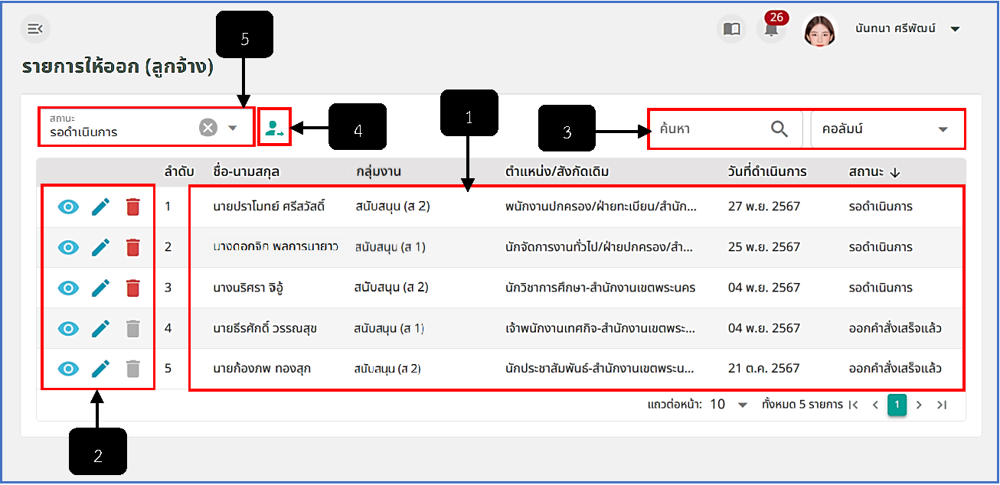 26
นันทนา ศรีพัฒน์
5
รายการให้ออก (ลูกจ้าง)
สถานะ
รอดำเนินการ
4
1
3
ค้นหา
คอลัมน์
ลำดับ ชื่อ-นามสกุล กลุ่มงาน ตำแหน่ง/สังกัดเดิม วันที่ดำเนินการ สถานะ
1 นายปราโมทย์ ศรีสวัสดิ์ สนับสนุน (ส 2) พนักงานปกครอง/ฝ่ายทะเบียน/สำนัก... 27 พ.ย. 2567 รอดำเนินการ
2 นางดอกจิก พลการนายาว สนับสนุน (ส 1) นักจัดการงานทั่วไป/ฝ่ายปกครอง/สำ... 25 พ.ย. 2567 รอดำเนินการ
3 นางนริศรา จิอู้ สนับสนุน (ส 2) นักวิชาการศึกษา-สำนักงานเขตพระนคร 04 พ.ย. 2567 รอดำเนินการ
4 นายธีรศักดิ์ วรรณสุข สนับสนุน (ส 1) เจ้าพนักงานเทศกิจ-สำนักงานเขตพระ... 04 พ.ย. 2567 ออกคำสั่งเสร็จแล้ว
5 นายก้องภพ ทองสุก สนับสนุน (ส 2) นักประชาสัมพันธ์-สำนักงานเขตพระน... 21 ต.ค. 2567 ออกคำสั่งเสร็จแล้ว
แถวต่อหน้า: 10 ทั้งหมด 5 รายการ 1
2